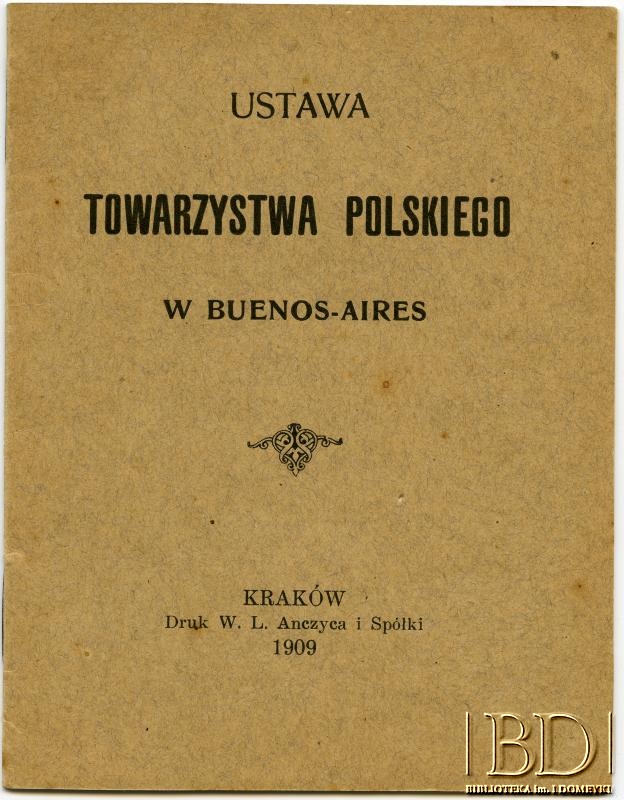 USTAWA
TOWARZYSTWA POLSKIEGO
W BUENOS-AIRES
KRAKÓW
Druk W. L. Anczyca i Spółki
1909
|BD|
BIBLIOTEKA im. I DOMEYKI